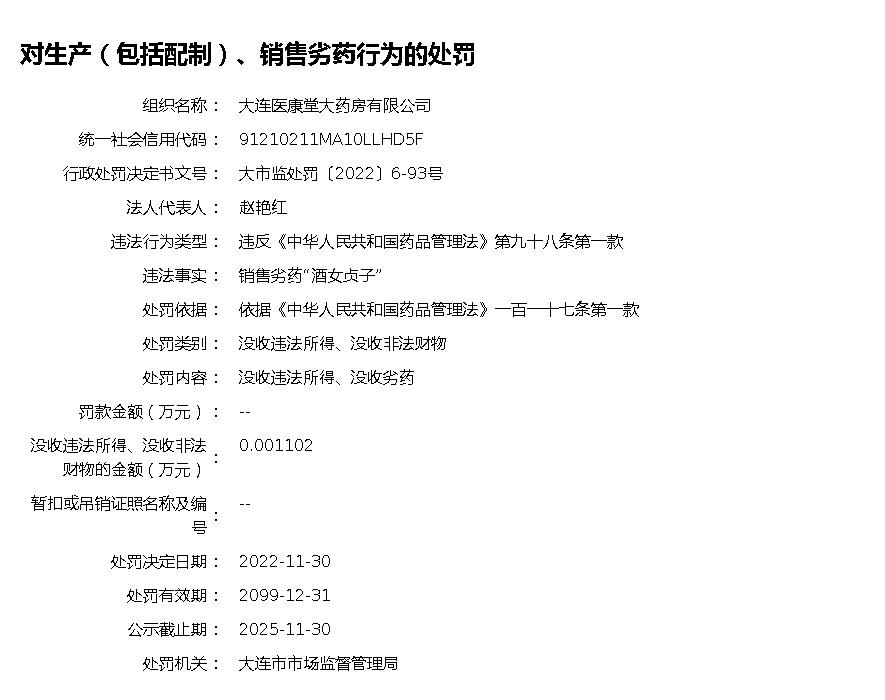 对生产（包括配制）、销售劣药行为的处罚
组织名称： 大连医康堂大药房有限公司
统一社会信用代码： 91210211MA10LLHD5F
行政处罚决定书文号： 大市监处罚〔2022〕6-93号
法人代表人： 赵艳红
违法行为类型： 违反《中华人民共和国药品管理法》第九十八条第一款
违法事实： 销售劣药“酒女贞子”
处罚依据： 依据《中华人民共和国药品管理法》一百一十七条第一款
处罚类别： 没收违法所得、没收非法财物
处罚内容： 没收违法所得、没收劣药
罚款金额（万元）： --
没收违法所得、没收非法
财物的金额（万元）： 0.001102
暂扣或吊销证照名称及编
号： --
处罚决定日期： 2022-11-30
处罚有效期： 2099-12-31
公示截止期： 2025-11-30
处罚机关： 大连市市场监督管理局